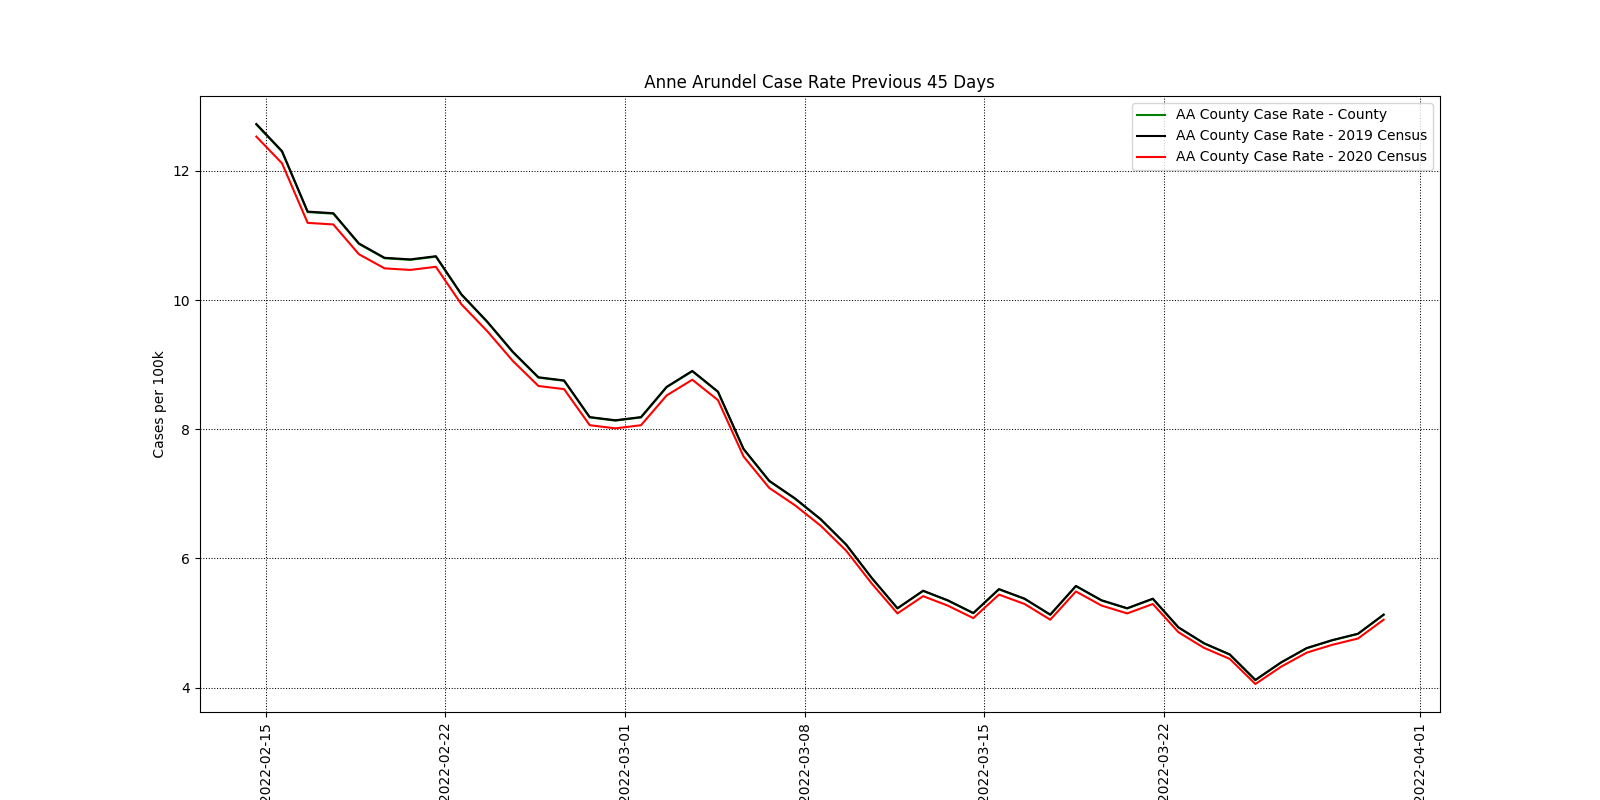 Anne Arundel Case Rate Previous 45 Days
AA County Case Rate - County
AA County Case Rate - 2019 Census
AA County Case Rate - 2020 Census
Cases per 100k
12
10
8
6
4
2022-02-15
2022-02-22
2022-03-01
2022-03-08
2022-03-15
2022-03-22
2022-04-01